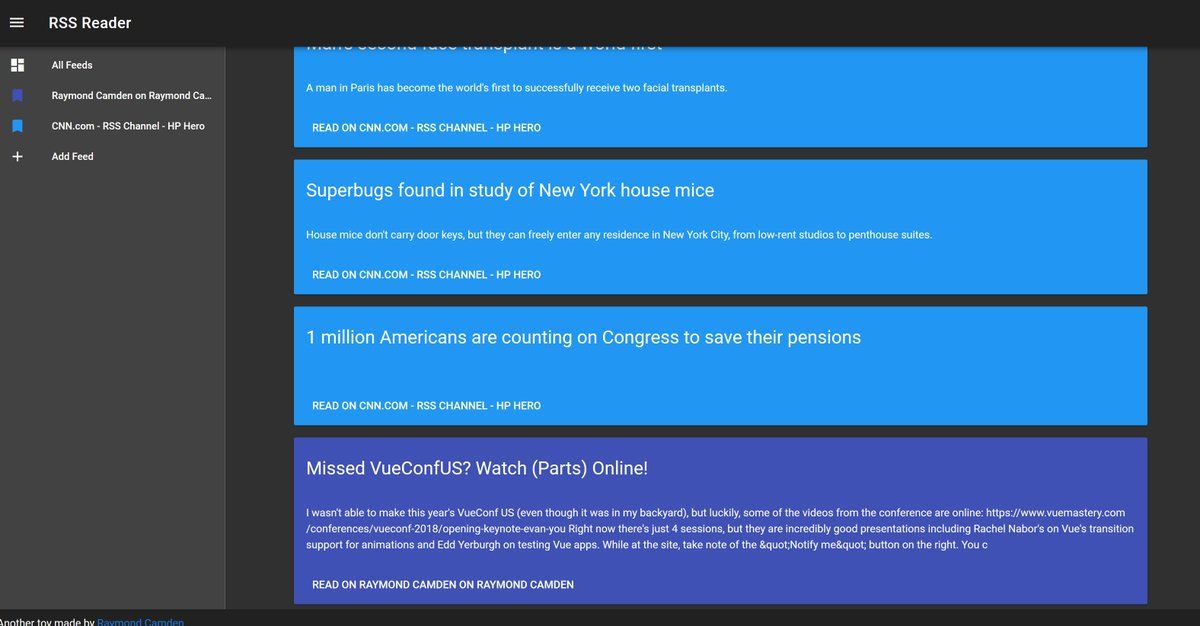 RSS Reader
All Feeds
Raymond Camden on Raymond Ca...
CNN.com - RSS Channel - HP Hero
Add Feed
Man's second face transplant is a world first
A man in Paris has become the world's first to successfully receive two facial transplants.
READ ON CNN.COM - RSS CHANNEL - HP HERO
Superbugs found in study of New York house mice
House mice don't carry door keys, but they can freely enter any residence in New York City, from low-rent studios to penthouse suites.
READ ON CNN.COM - RSS CHANNEL - HP HERO
1 million Americans are counting on Congress to save their pensions
READ ON CNN.COM - RSS CHANNEL - HP HERO
Missed VueConfUS? Watch (Parts) Online!
I wasn't able to make this year's VueConf US (even though it was in my backyard), but luckily, some of the videos from the conference are online: https://www.vuemastery.com
/conferences/vueconf-2018/opening-keynote-evan-you Right now there's just 4 sessions, but they are incredibly good presentations including Rachel Nabor's on Vue's transition
support for animations and Edd Yerburgh on testing Vue apps. While at the site, take note of the &quot;Notify me&quot; button on the right. You c
READ ON RAYMOND CAMDEN ON RAYMOND CAMDEN
Another toy made by Raymond Camden